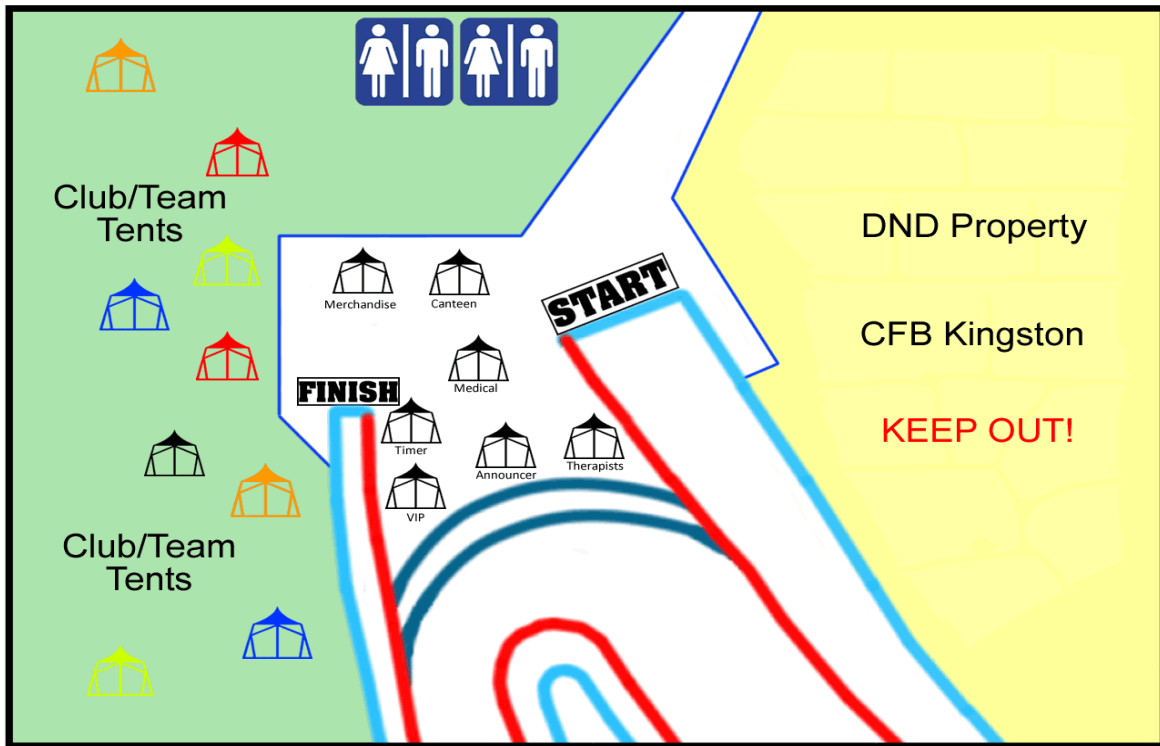 Club/Team
Tents
DND Property
Merchandise
Canteen
START
CFB Kingston
Medical
FINISH
KEEP OUT!
Timer
Announcer
Therapists
VIP
Club/Team
Tents